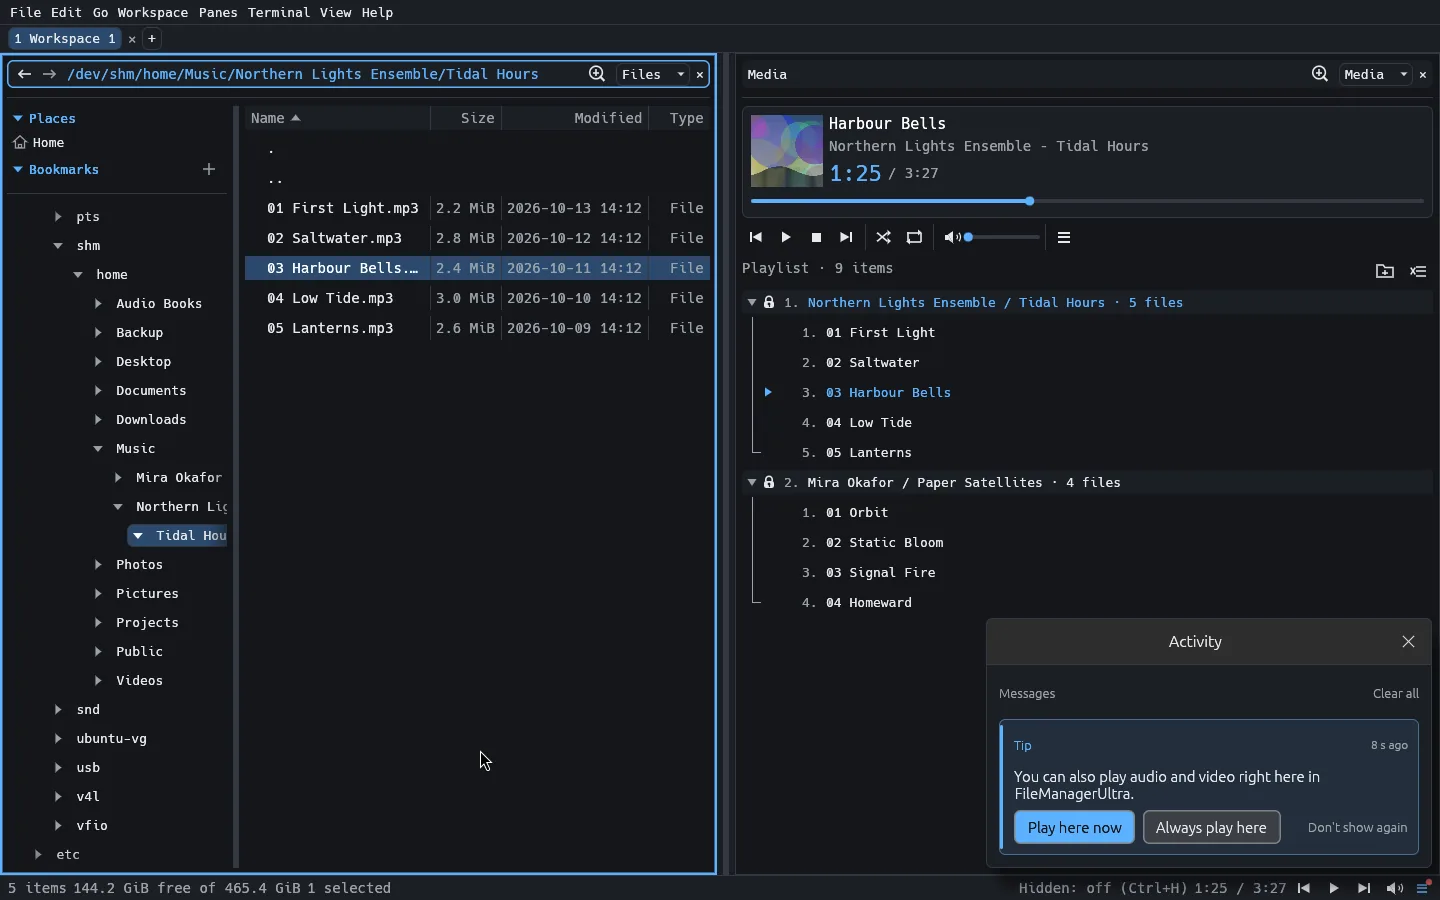 File Edit Go Workspace Panes Terminal View Help
1 Workspace 1 × +
/dev/shm/home/Music/Northern Lights Ensemble/Tidal Hours Files ×
Places
Home
Bookmarks +
pts
shm
home
Audio Books
Backup
Desktop
Documents
Downloads
Music
Mira Okafor
Northern Lig
Tidal Hou
Photos
Pictures
Projects
Public
Videos
snd
ubuntu-vg
usb
v4l
vfio
etc
Name Size Modified Type
.
..
01 First Light.mp3 2.2 MiB 2026-10-13 14:12 File
02 Saltwater.mp3 2.8 MiB 2026-10-12 14:12 File
03 Harbour Bells.… 2.4 MiB 2026-10-11 14:12 File
04 Low Tide.mp3 3.0 MiB 2026-10-10 14:12 File
05 Lanterns.mp3 2.6 MiB 2026-10-09 14:12 File
Media Media ×
Harbour Bells
Northern Lights Ensemble - Tidal Hours
1:25 / 3:27
Playlist · 9 items
1. Northern Lights Ensemble / Tidal Hours · 5 files
1. 01 First Light
2. 02 Saltwater
3. 03 Harbour Bells
4. 04 Low Tide
5. 05 Lanterns
2. Mira Okafor / Paper Satellites · 4 files
1. 01 Orbit
2. 02 Static Bloom
3. 03 Signal Fire
4. 04 Homeward
Activity
Messages Clear all
Tip 8 s ago
You can also play audio and video right here in
FileManagerUltra.
Play here now Always play here Don't show again
5 items 144.2 GiB free of 465.4 GiB 1 selected Hidden: off (Ctrl+H) 1:25 / 3:27